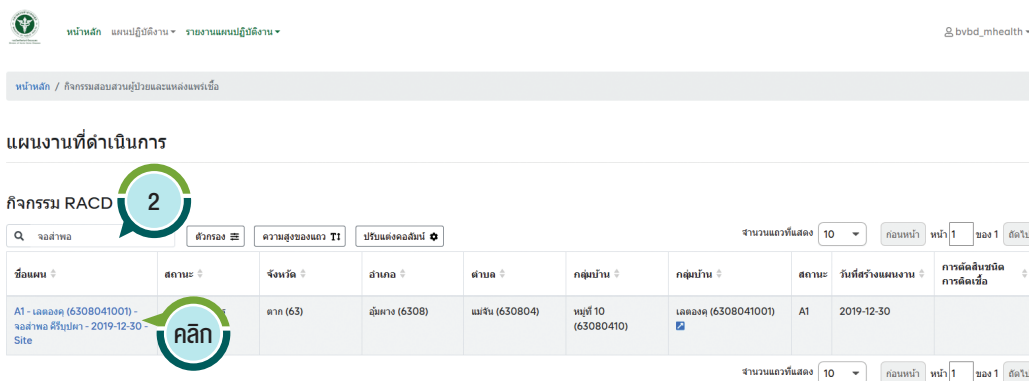 หน้าหลัก แผนปฏิบัติงาน รายงานแผนปฏิบัติงาน bvbd_mhealth
หน้าหลัก / กิจกรรมสอบสวนผู้ป่วยและแหล่งแพร่เชื้อ
แผนงานที่ดำเนินการ
กิจกรรม RACD
2
จอส่าพอ ตัวกรอง ความสูงของแถว ปรับแต่งคอลัมน์ จำนวนแถวที่แสดง 10 ก่อนหน้า หน้า 1 ของ 1 ถัดไป
ชื่อแผน สถานะ จังหวัด อำเภอ ตำบล กลุ่มบ้าน กลุ่มบ้าน สถานะ วันที่สร้างแผนงาน การตัดสินชนิด
การติดเชื้อ
A1 - เลตองคุ (6308041001) - ตาก (63) อุ้มผาง (6308) แม่จัน (630804) หมู่ที่ 10 เลตองคุ (6308041001) A1 2019-12-30
จอส่าพอ คีรีบุปผา - 2019-12-30 - (63080410)
Site
คลิก
จำนวนแถวที่แสดง 10 ก่อนหน้า หน้า 1 ของ 1 ถัดไป